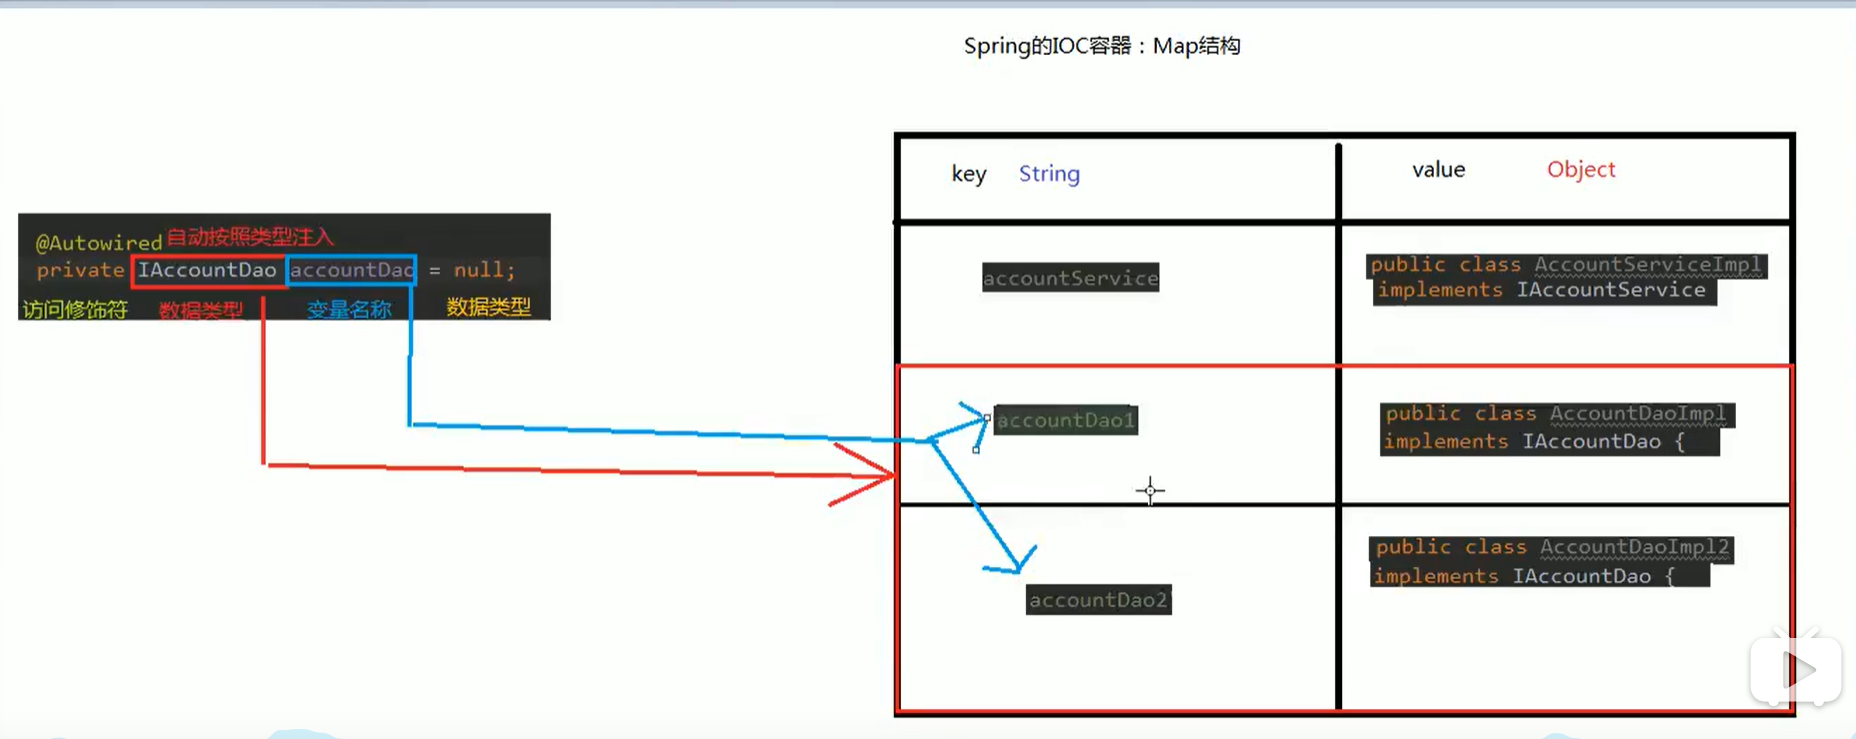 Spring的IOC容器：Map结构
key String value Object
@Autowired 自动按照类型注入
private IAccountDao accountDao = null;
访问修饰符 数据类型 变量名称 数据类型
accountService
public class AccountServiceImpl
implements IAccountService
accountDao1
public class AccountDaoImpl
implements IAccountDao {
accountDao2
public class AccountDaoImpl2
implements IAccountDao {